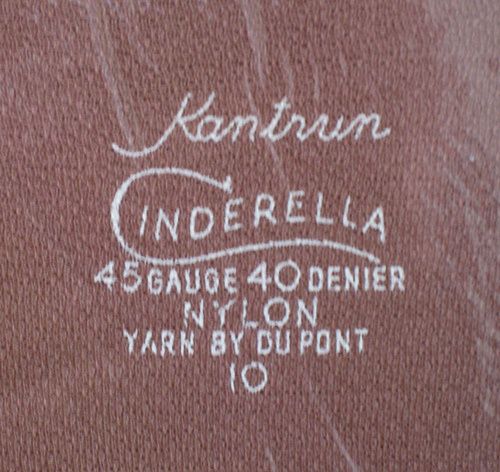 Kantrun
CINDERELLA
45 GAUGE 40 DENIER
NYLON
YARN BY DU PONT
10